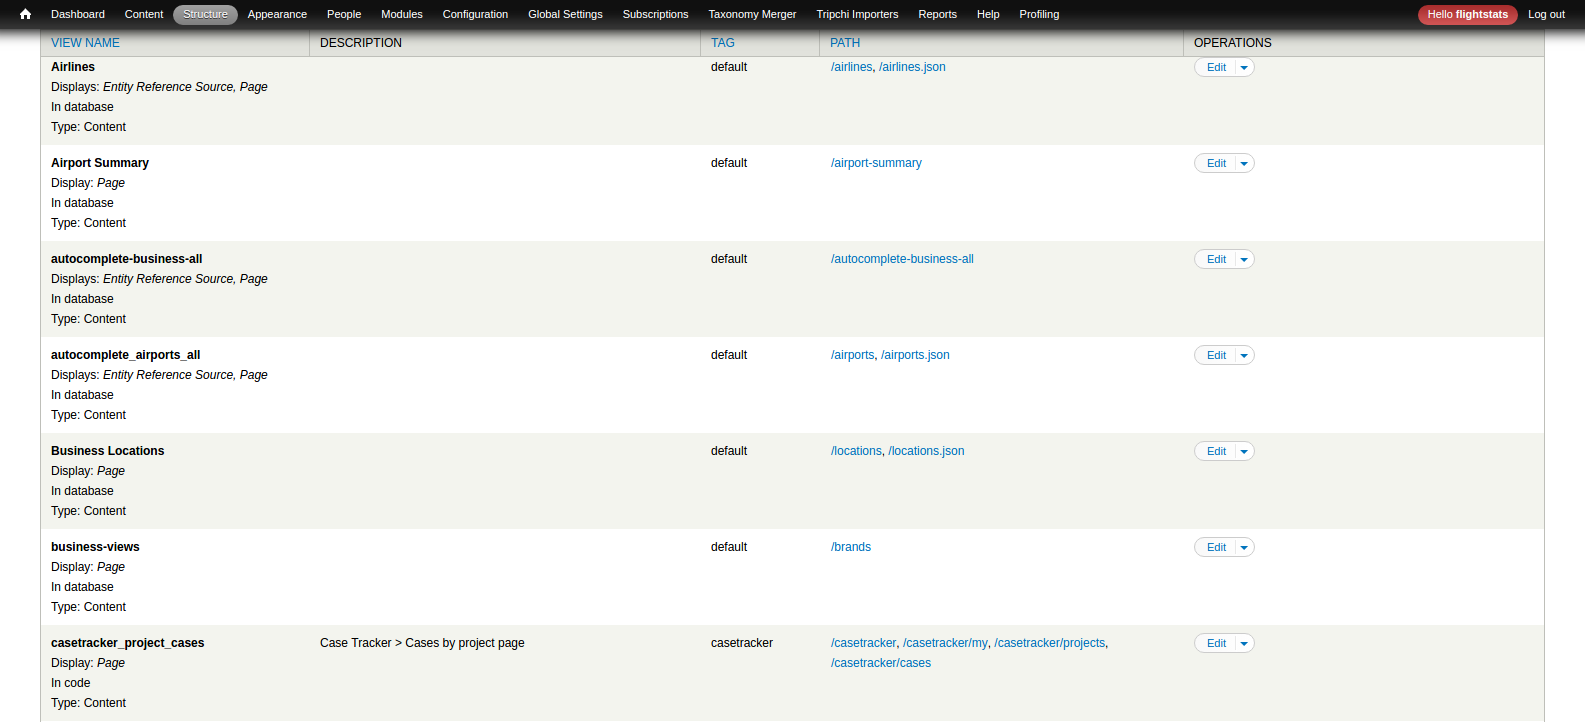 Dashboard Content Structure Appearance People Modules Configuration Global Settings Subscriptions Taxonomy Merger Tripchi Importers Reports Help Profiling Hello flightstats Log out
VIEW NAME DESCRIPTION TAG PATH OPERATIONS
Airlines default /airlines, /airlines.json Edit
Displays: Entity Reference Source, Page
In database
Type: Content
Airport Summary default /airport-summary Edit
Display: Page
In database
Type: Content
autocomplete-business-all default /autocomplete-business-all Edit
Displays: Entity Reference Source, Page
In database
Type: Content
autocomplete_airports_all default /airports, /airports.json Edit
Displays: Entity Reference Source, Page
In database
Type: Content
Business Locations default /locations, /locations.json Edit
Display: Page
In database
Type: Content
business-views default /brands Edit
Display: Page
In database
Type: Content
casetracker_project_cases Case Tracker > Cases by project page casetracker /casetracker, /casetracker/my, /casetracker/projects, Edit
Display: Page /casetracker/cases
In code
Type: Content